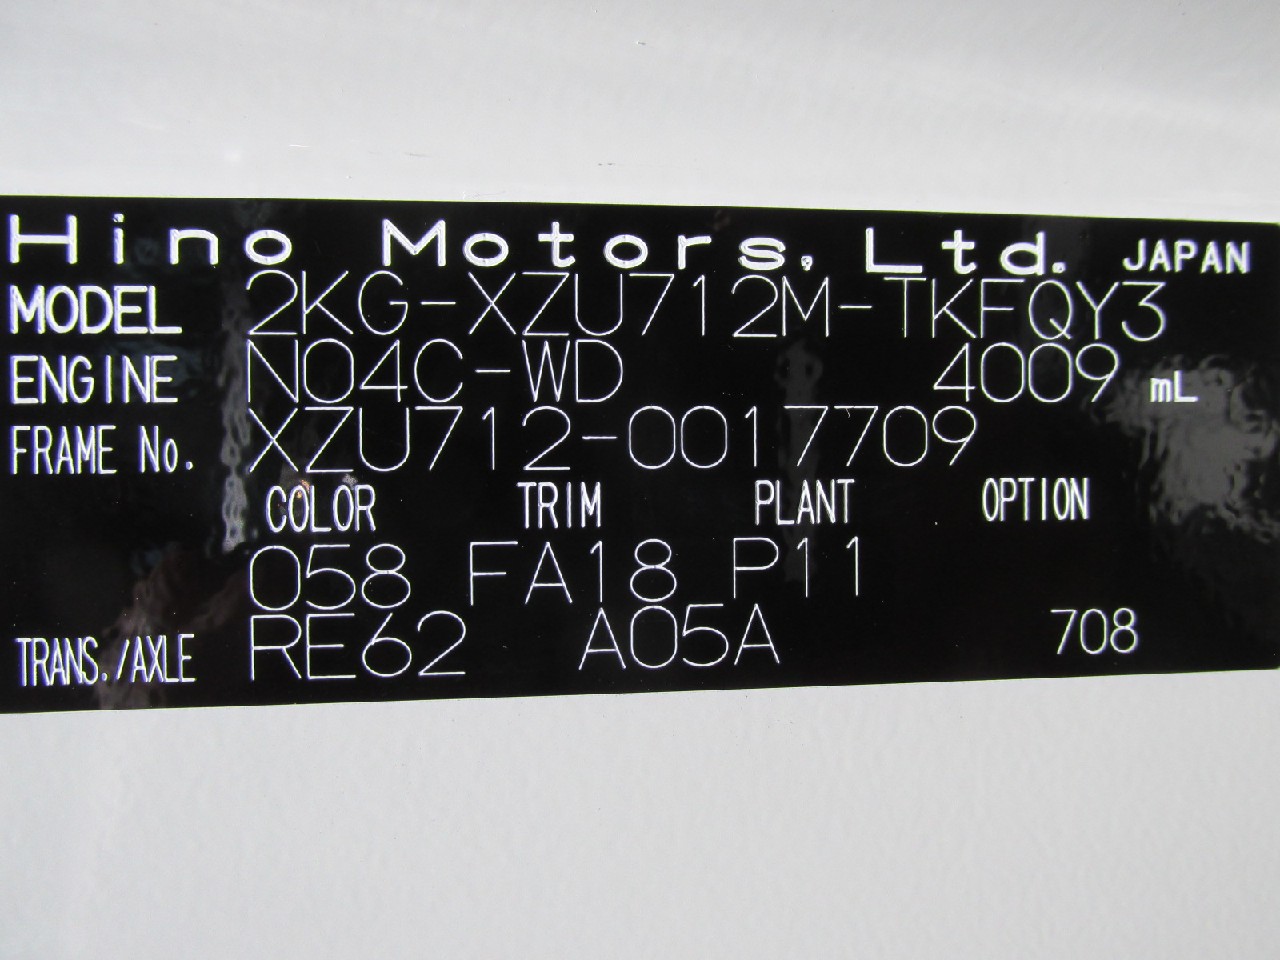 Hino Motors, Ltd. JAPAN
MODEL 2KG-XZU712M-TKFQY3
ENGINE N04C-WD 4009 mL
FRAME No. XZU712-0017709
COLOR TRIM PLANT OPTION
058 FA18 P11
TRANS./AXLE RE62 A05A 708